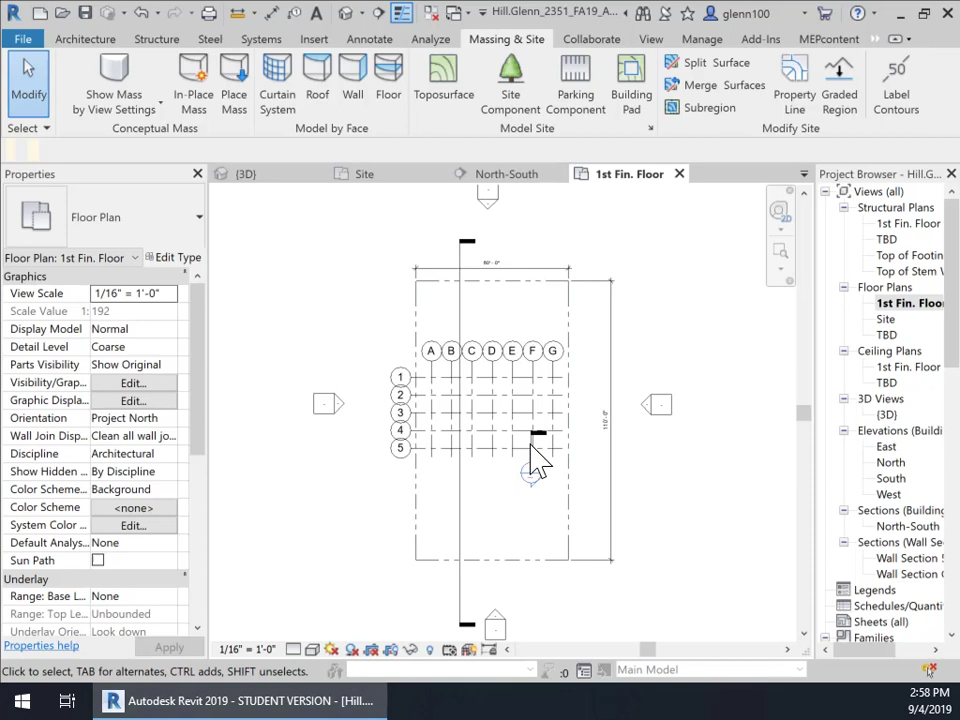 Hill.Glenn_2351_FA19_A...
glenn100
File
Architecture
Structure
Steel
Systems
Insert
Annotate
Analyze
Massing & Site
Collaborate
View
Manage
Add-Ins
MEPcontent
Modify
Show Mass
by View Settings
In-Place
Mass
Place
Mass
Curtain
System
Roof
Wall
Floor
Toposurface
Site
Component
Parking
Component
Building
Pad
Split Surface
Merge Surfaces
Subregion
Property
Line
Graded
Region
50
Label
Contours
Select
Conceptual Mass
Model by Face
Model Site
Modify Site
Properties
{3D}
Site
North-South
1st Fin. Floor
Project Browser - Hill.G...
Floor Plan
Floor Plan: 1st Fin. Floor
Edit Type
Graphics
View Scale
1/16" = 1'-0"
Scale Value 1:
192
Display Model
Normal
Detail Level
Coarse
Parts Visibility
Show Original
Visibility/Grap...
Edit...
Graphic Displa...
Edit...
Orientation
Project North
Wall Join Disp...
Clean all wall jo...
Discipline
Architectural
Show Hidden ...
By Discipline
Color Scheme...
Background
Color Scheme
<none>
System Color ...
Edit...
Default Analys...
None
Sun Path
Underlay
Range: Base L...
None
Range: Top Le...
Unbounded
Underlay Orie...
Look down
Properties help
Apply
2D
60' - 0"
110' - 0"
A B C D E F G
1
2
3
4
5
Views (all)
Structural Plans
1st Fin. Floor
TBD
Top of Footin
Top of Stem
Floor Plans
1st Fin. Floor
Site
TBD
Ceiling Plans
1st Fin. Floor
TBD
3D Views
{3D}
Elevations (Buildi
East
North
South
West
Sections (Building
North-South
Sections (Wall Se
Wall Section
Wall Section
Legends
Schedules/Quanti
Sheets (all)
Families
1/16" = 1'-0"
Click to select, TAB for alternates, CTRL adds, SHIFT unselects.
:0
Main Model
Autodesk Revit 2019 - STUDENT VERSION - [Hill....
2:58 PM
9/4/2019